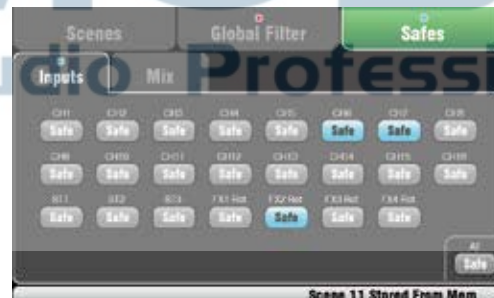 Scenes Global Filter Safes
Inputs Mix
dio Professi
CH1 CH2 CH3 CH4 CH5 CH6 CH7 CH8
Safe Safe Safe Safe Safe Safe Safe Safe
CH9 CH10 CH11 CH12 CH13 CH14 CH15 CH16
Safe Safe Safe Safe Safe Safe Safe Safe
ST1 ST2 ST3 FX1 Ret FX2 Ret FX3 Ret FX4 Ret
Safe Safe Safe Safe Safe Safe Safe
All
Safe
Scene 11 Stored From Mem